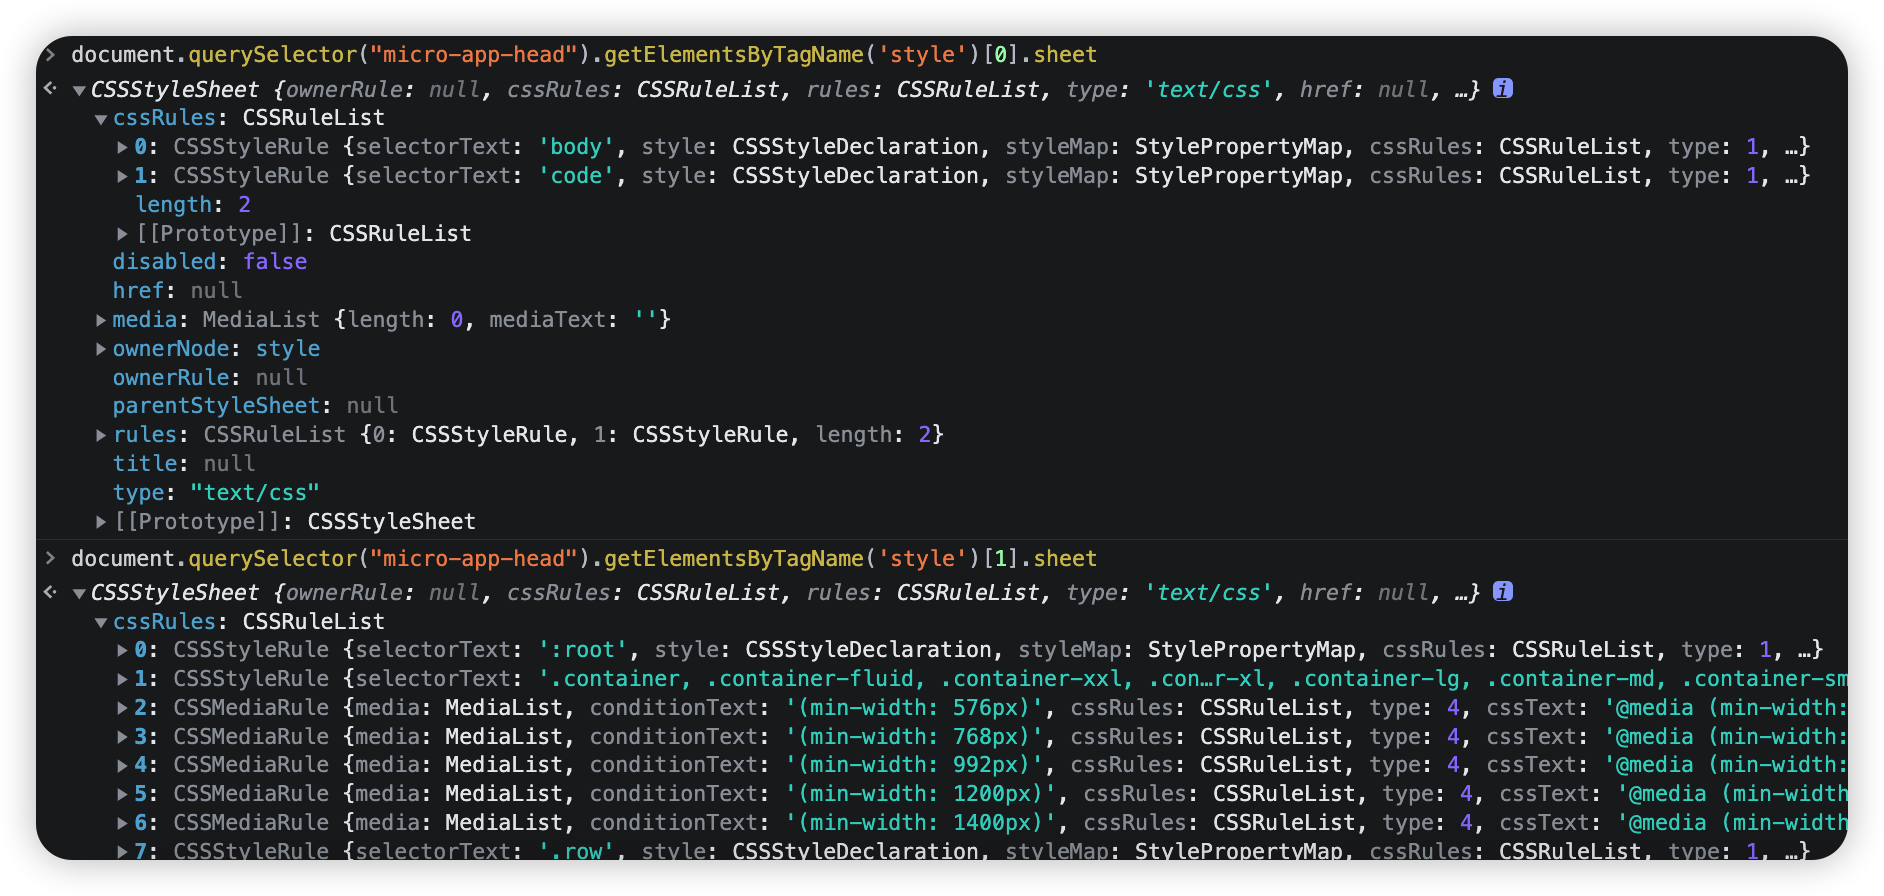 > document.querySelector("micro-app-head").getElementsByTagName('style')[0].sheet
<· ▼CSSStyleSheet {ownerRule: null, cssRules: CSSRuleList, rules: CSSRuleList, type: 'text/css', href: null, …} i
▼cssRules: CSSRuleList
▶0: CSSStyleRule {selectorText: 'body', style: CSSStyleDeclaration, styleMap: StylePropertyMap, cssRules: CSSRuleList, type: 1, …}
▶1: CSSStyleRule {selectorText: 'code', style: CSSStyleDeclaration, styleMap: StylePropertyMap, cssRules: CSSRuleList, type: 1, …}
length: 2
▶[[Prototype]]: CSSRuleList
disabled: false
href: null
▶media: MediaList {length: 0, mediaText: ''}
▶ownerNode: style
ownerRule: null
parentStyleSheet: null
▶rules: CSSRuleList {0: CSSStyleRule, 1: CSSStyleRule, length: 2}
title: null
type: "text/css"
▶[[Prototype]]: CSSStyleSheet
> document.querySelector("micro-app-head").getElementsByTagName('style')[1].sheet
<· ▼CSSStyleSheet {ownerRule: null, cssRules: CSSRuleList, rules: CSSRuleList, type: 'text/css', href: null, …} i
▼cssRules: CSSRuleList
▶0: CSSStyleRule {selectorText: ':root', style: CSSStyleDeclaration, styleMap: StylePropertyMap, cssRules: CSSRuleList, type: 1, …}
▶1: CSSStyleRule {selectorText: '.container, .container-fluid, .container-xxl, .con…r-xl, .container-lg, .container-md, .container-sm
▶2: CSSMediaRule {media: MediaList, conditionText: '(min-width: 576px)', cssRules: CSSRuleList, type: 4, cssText: '@media (min-width:
▶3: CSSMediaRule {media: MediaList, conditionText: '(min-width: 768px)', cssRules: CSSRuleList, type: 4, cssText: '@media (min-width:
▶4: CSSMediaRule {media: MediaList, conditionText: '(min-width: 992px)', cssRules: CSSRuleList, type: 4, cssText: '@media (min-width:
▶5: CSSMediaRule {media: MediaList, conditionText: '(min-width: 1200px)', cssRules: CSSRuleList, type: 4, cssText: '@media (min-width
▶6: CSSMediaRule {media: MediaList, conditionText: '(min-width: 1400px)', cssRules: CSSRuleList, type: 4, cssText: '@media (min-width
▶7: CSSStyleRule {selectorText: '.row', style: CSSStyleDeclaration, styleMap: StylePropertyMap, cssRules: CSSRuleList, type: 1, …}